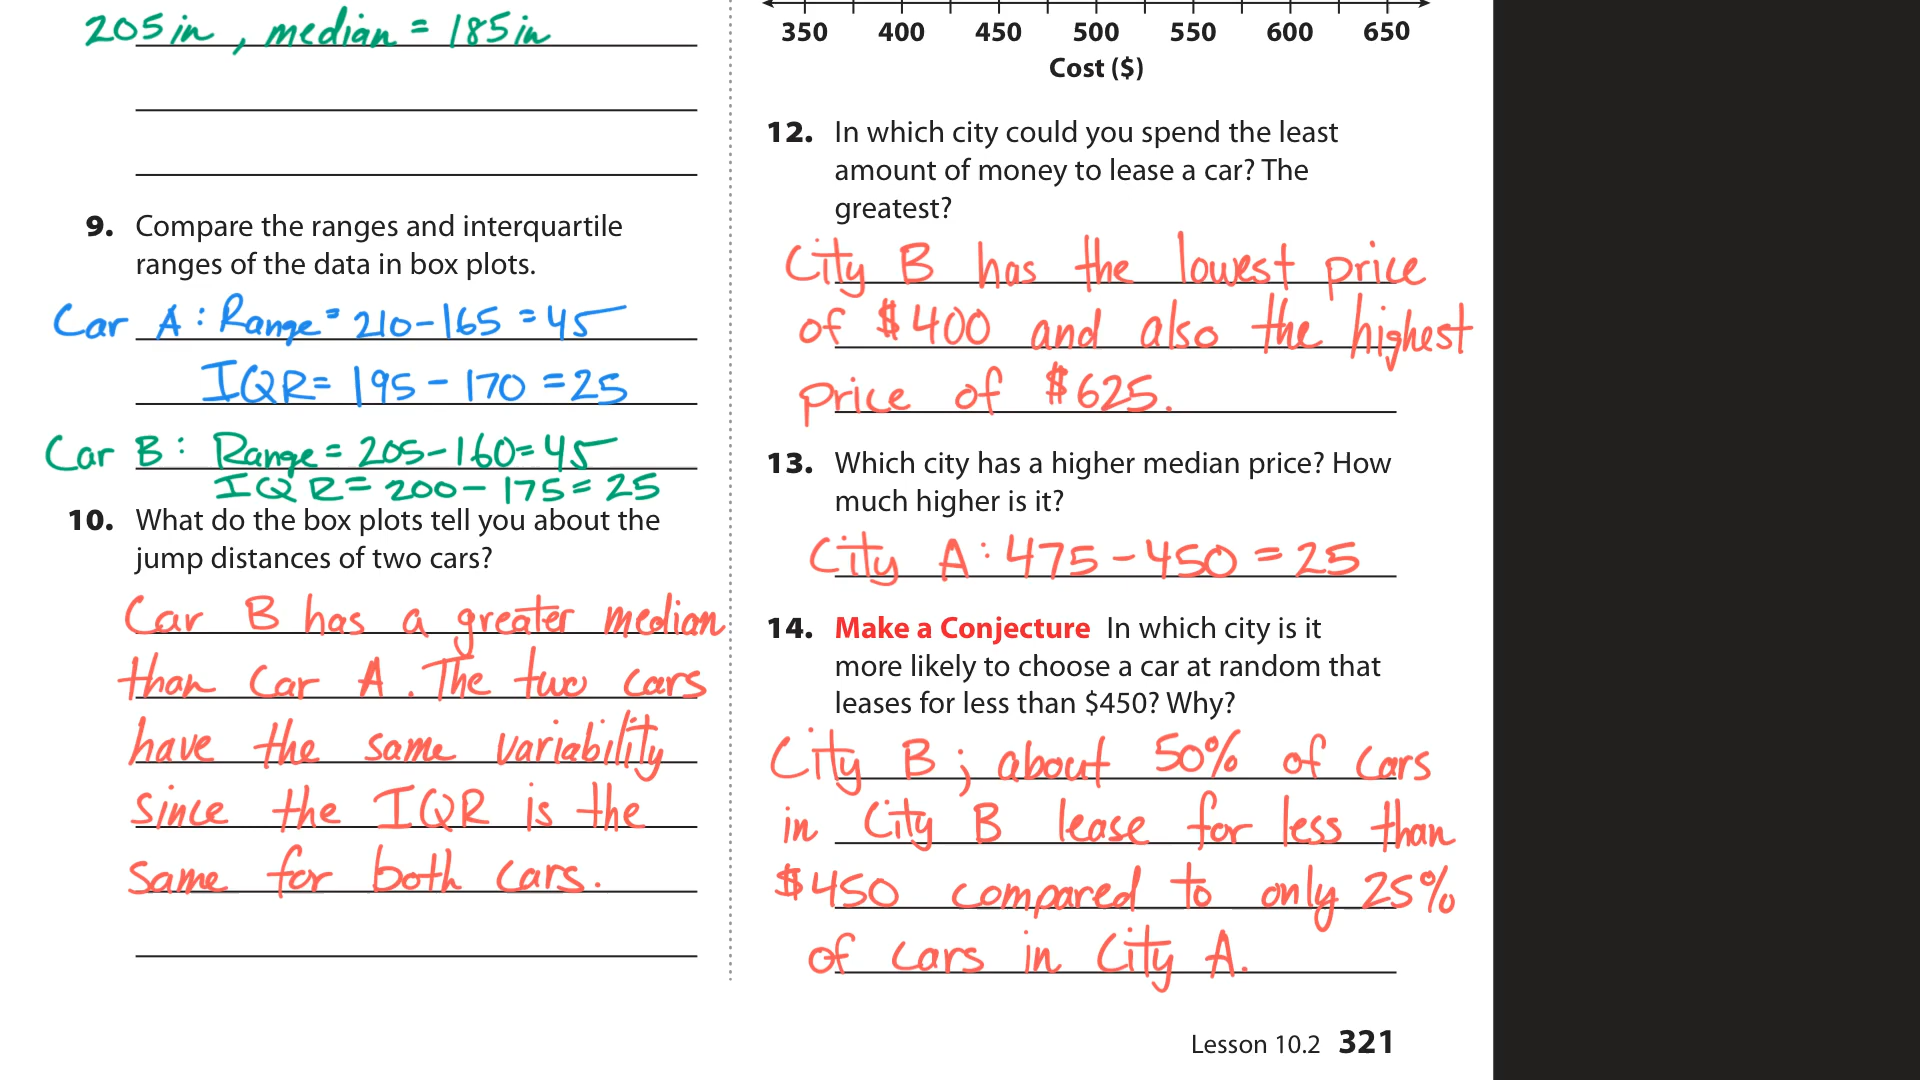 205in, median = 185in
9. Compare the ranges and interquartile
ranges of the data in box plots.
Car A: Range = 210-165 = 45
IQR = 195 - 170 = 25
Car B: Range = 205-160 = 45
IQR = 200 - 175 = 25
10. What do the box plots tell you about the
jump distances of two cars?
Car B has a greater median
than Car A. The two cars
have the same variability
since the IQR is the
same for both cars.
350 400 450 500 550 600 650
Cost ($)
12. In which city could you spend the least
amount of money to lease a car? The
greatest?
City B has the lowest price
of $400 and also the highest
price of $625.
13. Which city has a higher median price? How
much higher is it?
City A: 475 - 450 = 25
14. Make a Conjecture In which city is it
more likely to choose a car at random that
leases for less than $450? Why?
City B; about 50% of cars
in City B lease for less than
$450 compared to only 25%
of cars in City A.
Lesson 10.2 321